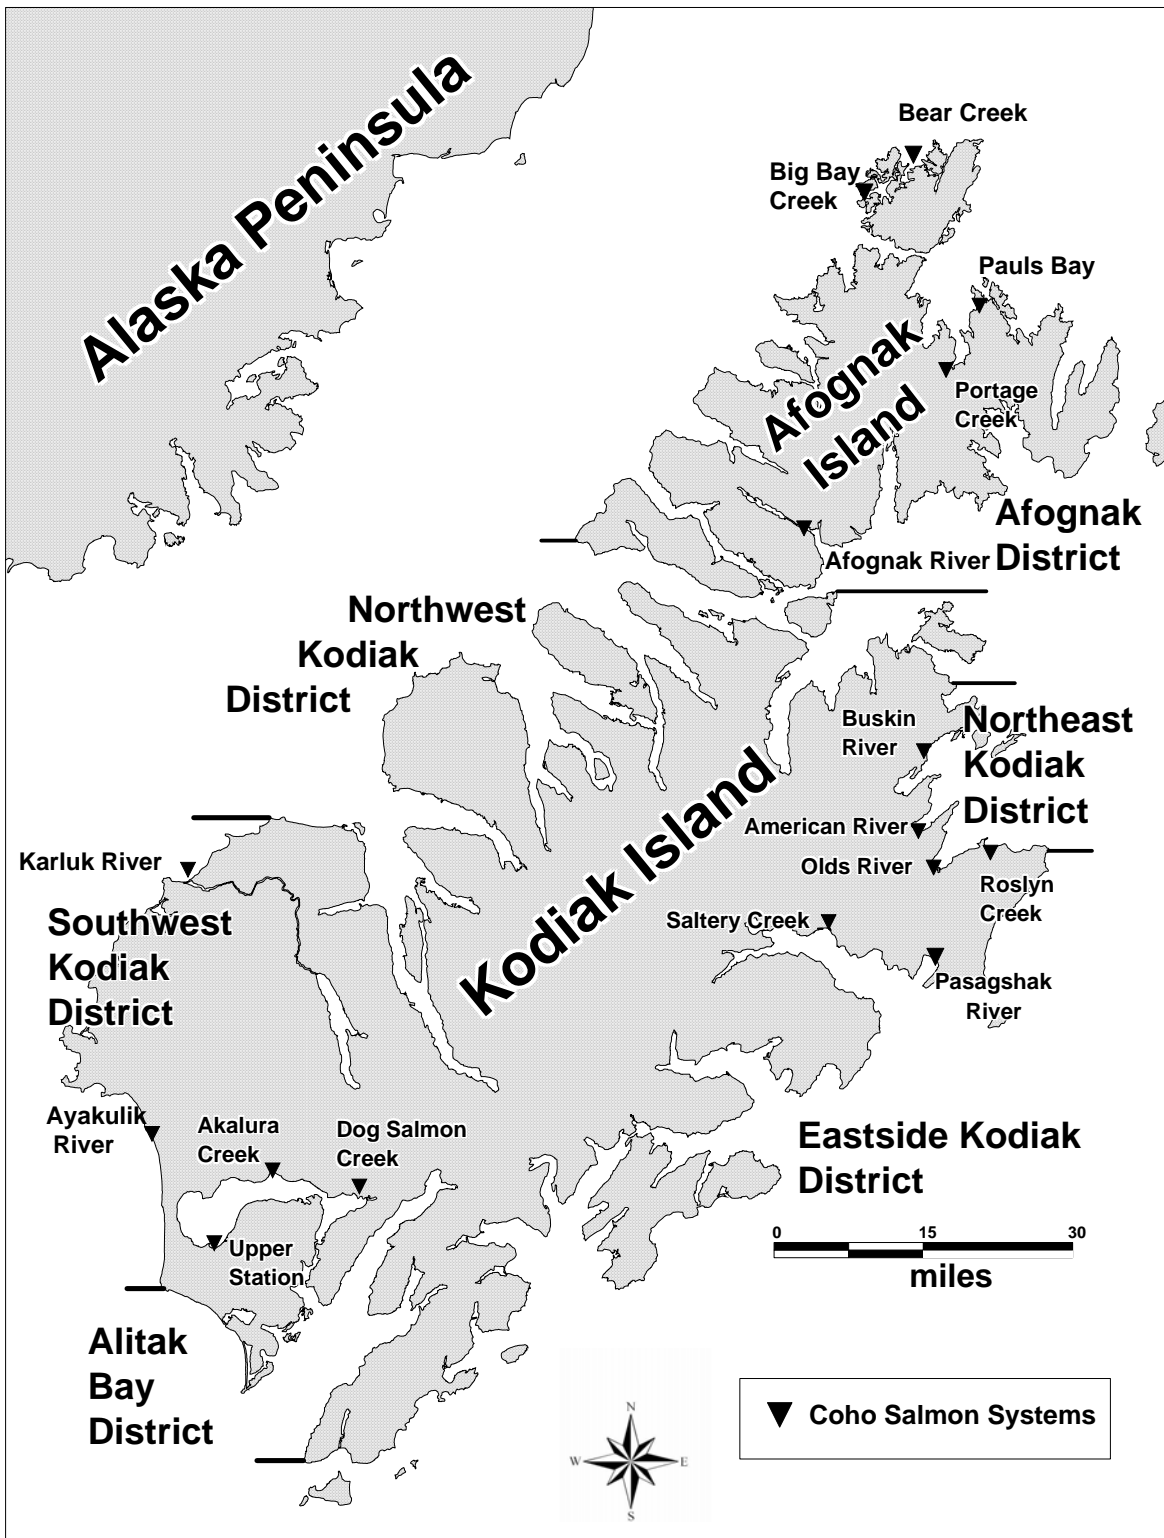 Alaska Peninsula
Bear Creek
Big Bay
Creek
Pauls Bay
Afognak
Island
Portage
Creek
Afognak
District
Afognak River
Northwest
Kodiak
District
Buskin
River
Northeast
Kodiak
District
Kodiak Island
American River
Olds River
Karluk River
Roslyn
Creek
Southwest
Kodiak
District
Saltery Creek
Pasagshak
River
Ayakulik
River
Akalura
Creek
Dog Salmon
Creek
Eastside Kodiak
District
Upper
Station
0 15 30
miles
Alitak
Bay
District
N
W E
S
Coho Salmon Systems